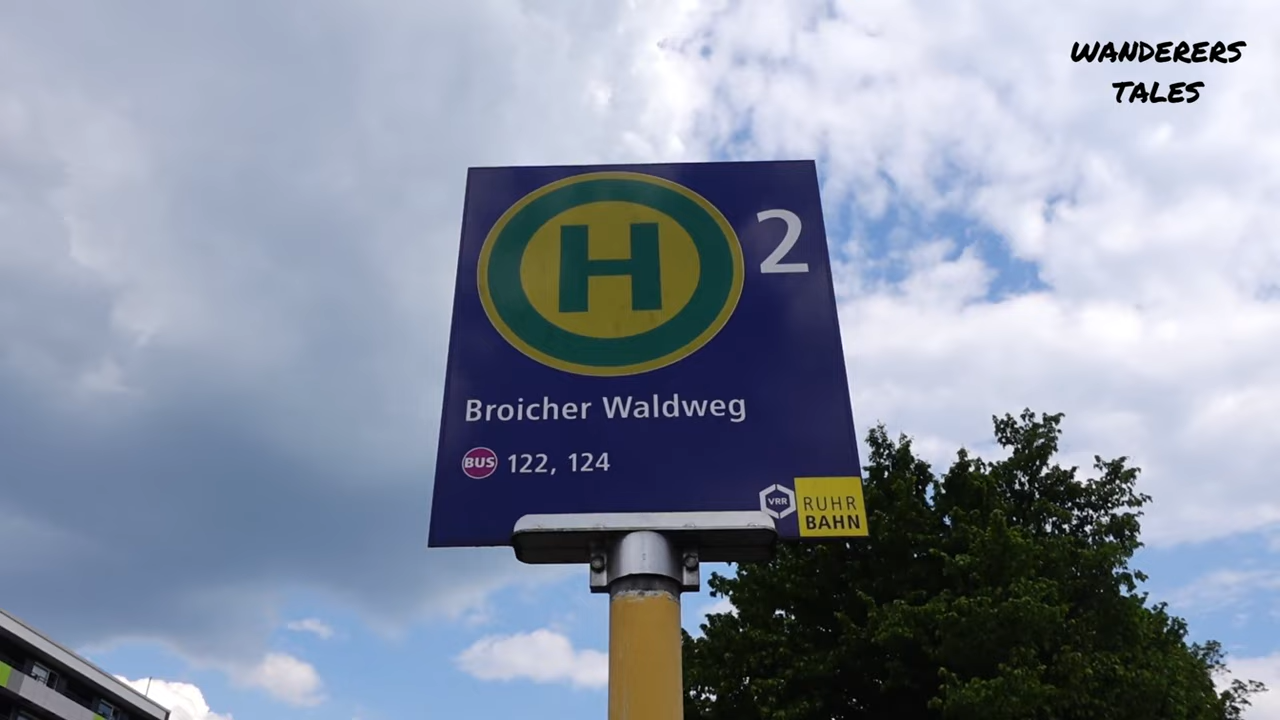 WANDERERS
TALES
H
2
Broicher Waldweg
BUS 122, 124
VRR
RUHR
BAHN